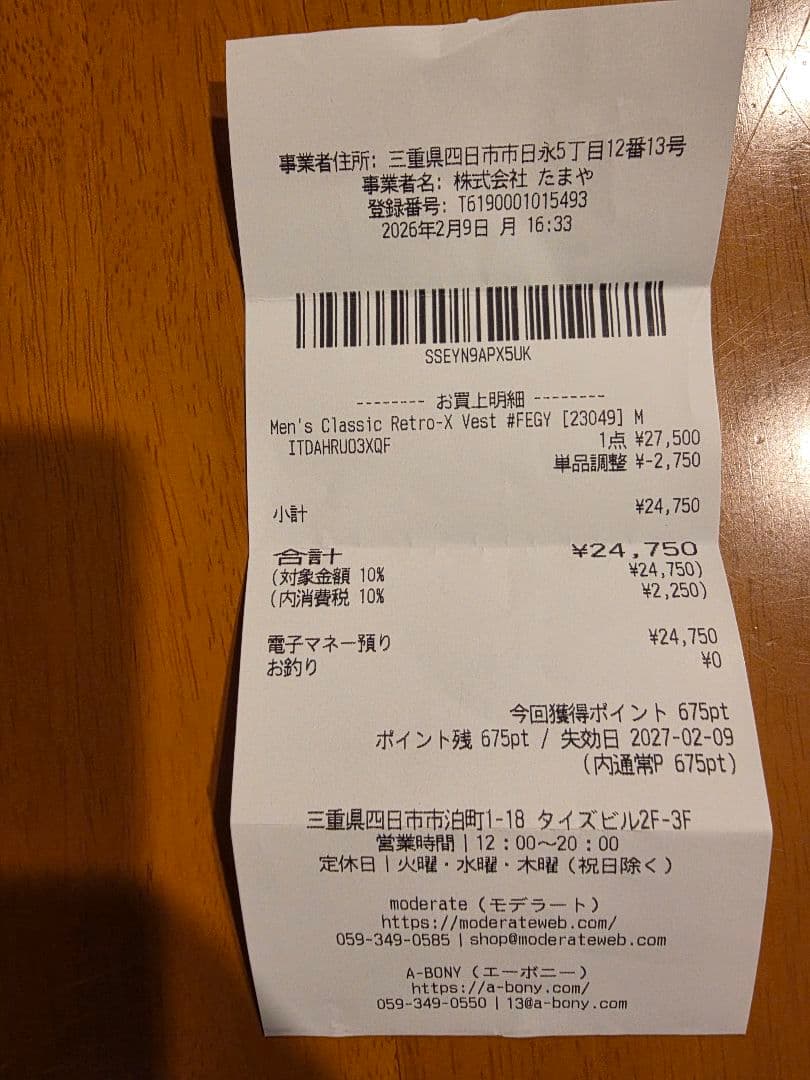 事業者住所: 三重県四日市市日永5丁目12番13号
事業者名: 株式会社 たまや
登録番号: T6190001015493
2026年2月9日 月 16:33
SSEYN9APX5UK
-------- お買上明細 --------
Men's Classic Retro-X Vest #FEGY [23049] M
ITDAHRUO3XQF 1点 ¥27,500
単品調整 ¥-2,750
小計 ¥24,750
合計 ¥24,750
(対象金額 10% ¥24,750)
(内消費税 10% ¥2,250)
電子マネー預り ¥24,750
お釣り ¥0
今回獲得ポイント 675pt
ポイント残 675pt / 失効日 2027-02-09
(内通常P 675pt)
三重県四日市市泊町1-18 タイズビル2F-3F
営業時間 | 12：00～20：00
定休日 | 火曜・水曜・木曜（祝日除く）
moderate（モデラート）
https://moderateweb.com/
059-349-0585 | shop@moderateweb.com
A-BONY（エーボニー）
https://a-bony.com/
059-349-0550 | 13@a-bony.com